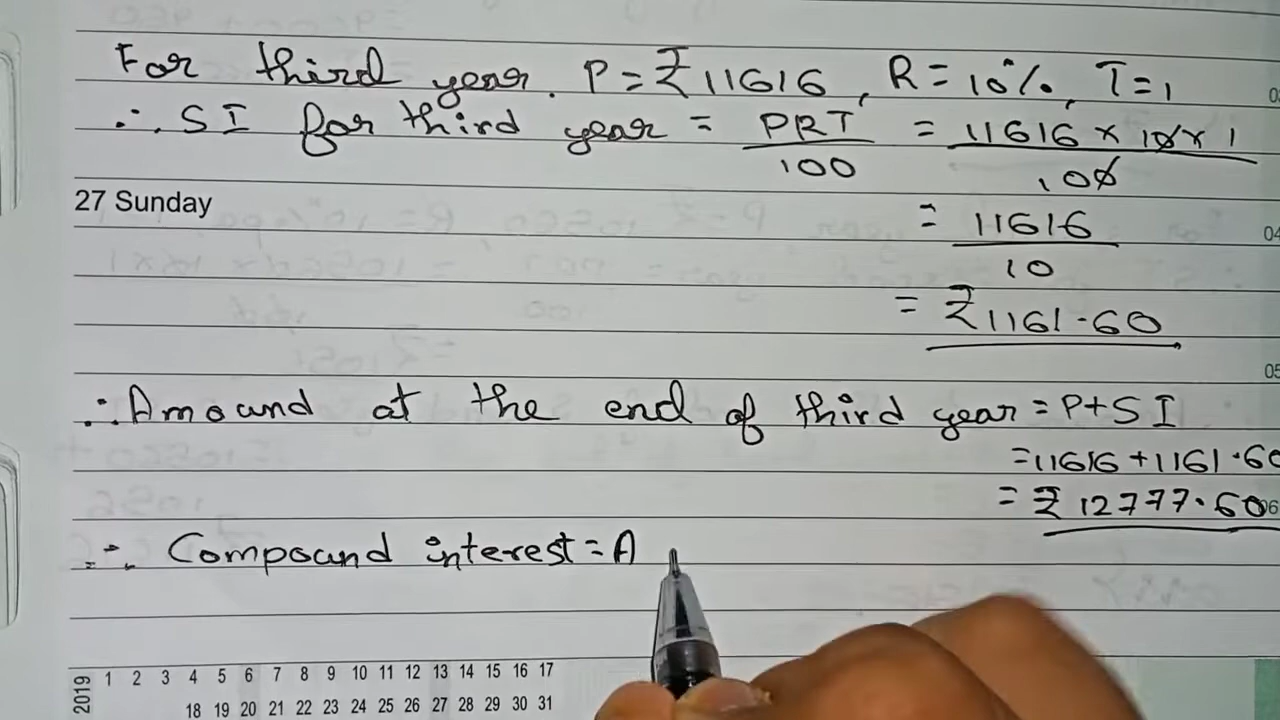 For third year. P = ₹11616, R = 10%, T = 1
∴ SI for third year = PRT/100 = 11616 × 10 × 1/100
27 Sunday
= 11616/10
= ₹1161.60
∴ Amound at the end of third year = P + SI
= 11616 + 1161.60
= ₹ 12777.60
∴ Compound interest = A
2019 1 2 3 4 5 6 7 8 9 10 11 12 13 14 15 16 17
18 19 20 21 22 23 24 25 26 27 28 29 30 31